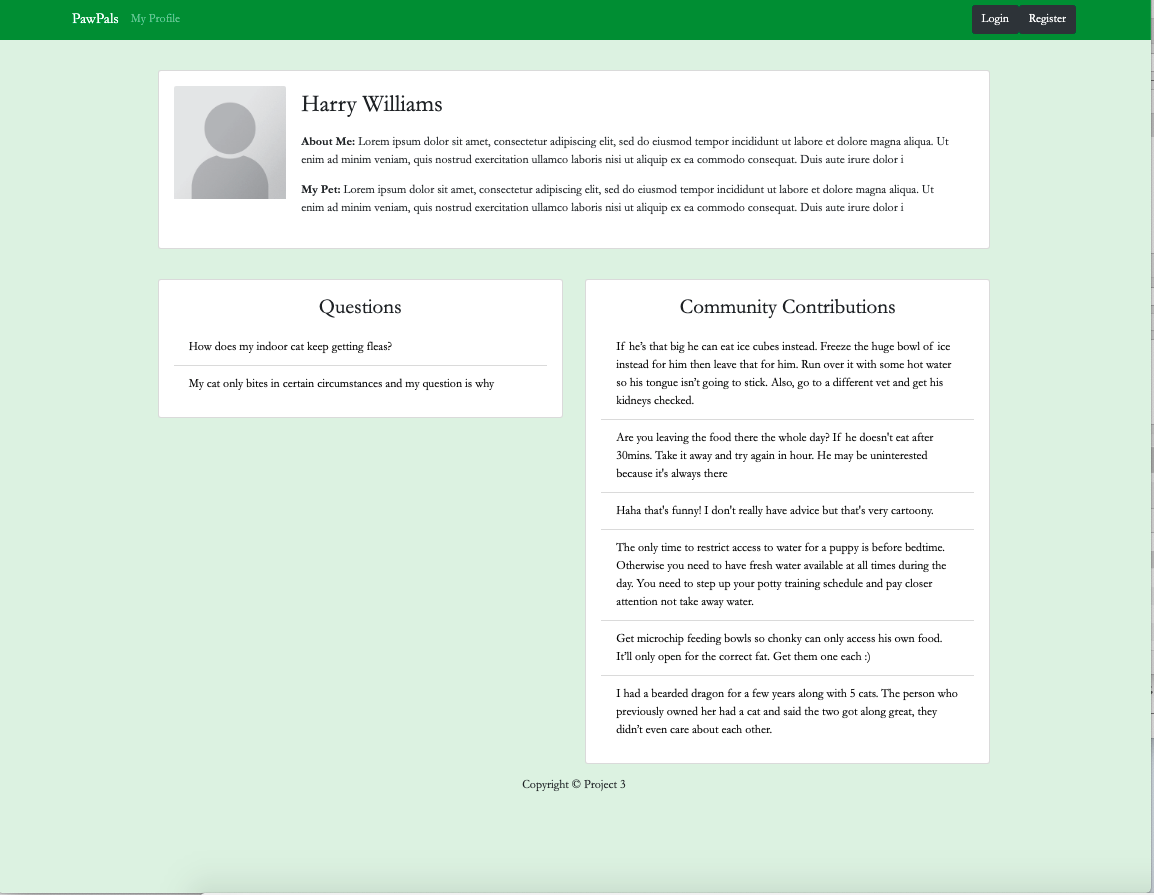 PawPals My Profile Login Register
Harry Williams
About Me: Lorem ipsum dolor sit amet, consectetur adipiscing elit, sed do eiusmod tempor incididunt ut labore et dolore magna aliqua. Ut
enim ad minim veniam, quis nostrud exercitation ullamco laboris nisi ut aliquip ex ea commodo consequat. Duis aute irure dolor i
My Pet: Lorem ipsum dolor sit amet, consectetur adipiscing elit, sed do eiusmod tempor incididunt ut labore et dolore magna aliqua. Ut
enim ad minim veniam, quis nostrud exercitation ullamco laboris nisi ut aliquip ex ea commodo consequat. Duis aute irure dolor i
Questions
How does my indoor cat keep getting fleas?
My cat only bites in certain circumstances and my question is why
Community Contributions
If he’s that big he can eat ice cubes instead. Freeze the huge bowl of ice
instead for him then leave that for him. Run over it with some hot water
so his tongue isn’t going to stick. Also, go to a different vet and get his
kidneys checked.
Are you leaving the food there the whole day? If he doesn't eat after
30mins. Take it away and try again in hour. He may be uninterested
because it's always there
Haha that's funny! I don't really have advice but that's very cartoony.
The only time to restrict access to water for a puppy is before bedtime.
Otherwise you need to have fresh water available at all times during the
day. You need to step up your potty training schedule and pay closer
attention not take away water.
Get microchip feeding bowls so chonky can only access his own food.
It’ll only open for the correct fat. Get them one each :)
I had a bearded dragon for a few years along with 5 cats. The person who
previously owned her had a cat and said the two got along great, they
didn’t even care about each other.
Copyright © Project 3